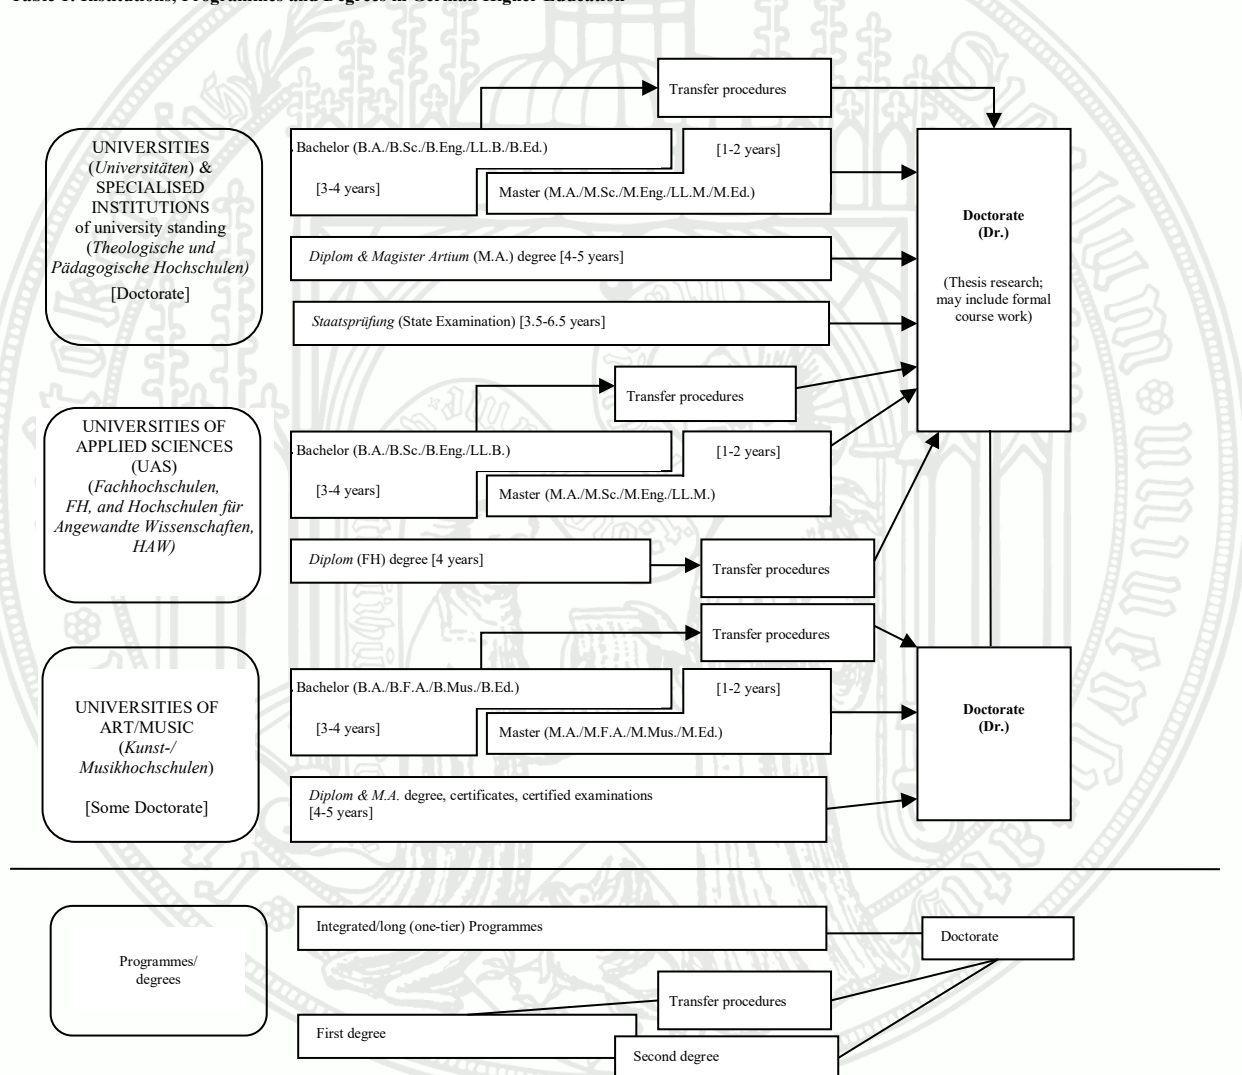 Table 1: Institutions, Programmes and Degrees in German Higher Education
Transfer procedures
UNIVERSITIES
(Universitäten) &
SPECIALISED
INSTITUTIONS
of university standing
(Theologische und
Pädagogische Hochschulen)
[Doctorate]
Bachelor (B.A./B.Sc./B.Eng./LL.B./B.Ed.)
[3-4 years]
[1-2 years]
Master (M.A./M.Sc./M.Eng./LL.M./M.Ed.)
Diplom & Magister Artium (M.A.) degree [4-5 years]
Staatsprüfung (State Examination) [3.5-6.5 years]
Doctorate
(Dr.)
(Thesis research;
may include formal
course work)
Transfer procedures
UNIVERSITIES OF
APPLIED SCIENCES
(UAS)
(Fachhochschulen,
FH, and Hochschulen für
Angewandte Wissenschaften,
HAW)
Bachelor (B.A./B.Sc./B.Eng./LL.B.)
[3-4 years]
[1-2 years]
Master (M.A./M.Sc./M.Eng./LL.M.)
Diplom (FH) degree [4 years]
Transfer procedures
Transfer procedures
UNIVERSITIES OF
ART/MUSIC
(Kunst-/
Musikhochschulen)
[Some Doctorate]
Bachelor (B.A./B.F.A./B.Mus./B.Ed.)
[3-4 years]
[1-2 years]
Master (M.A./M.F.A./M.Mus./M.Ed.)
Diplom & M.A. degree, certificates, certified examinations
[4-5 years]
Doctorate
(Dr.)
Programmes/
degrees
Integrated/long (one-tier) Programmes
Doctorate
Transfer procedures
First degree
Second degree